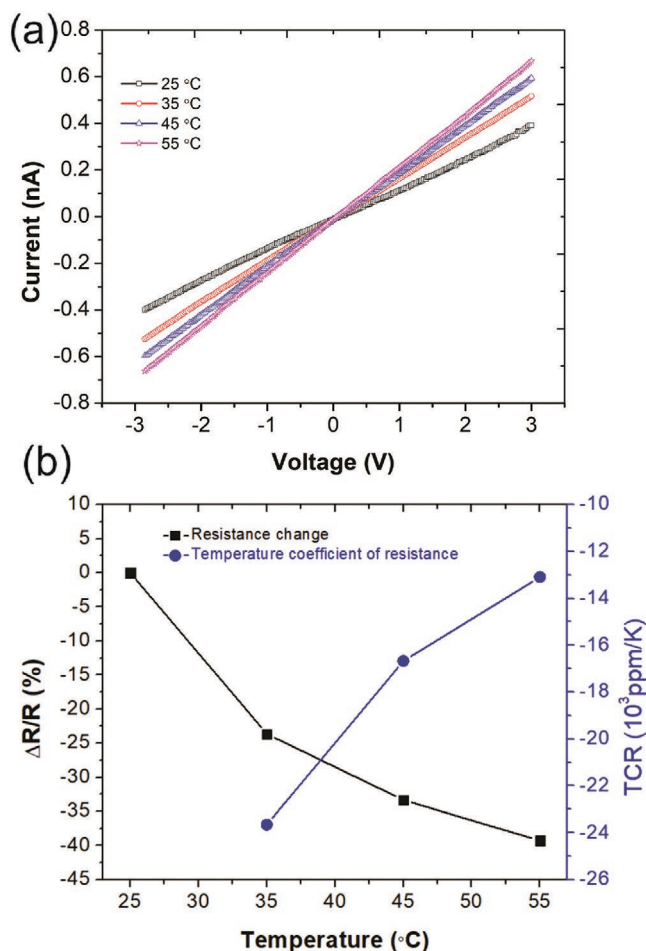 (a)
0.8
0.6
0.4
0.2
0.0
-0.2
-0.4
-0.6
-0.8
Current (nA)
25 °C
35 °C
45 °C
55 °C
-3 -2 -1 0 1 2 3
Voltage (V)
(b)
10
5
0
-5
-10
-15
-20
-25
-30
-35
-40
-45
ΔR/R (%)
Resistance change
Temperature coefficient of resistance
-10
-12
-14
-16
-18
-20
-22
-24
-26
TCR (10³ppm/K)
25 30 35 40 45 50 55
Temperature (°C)